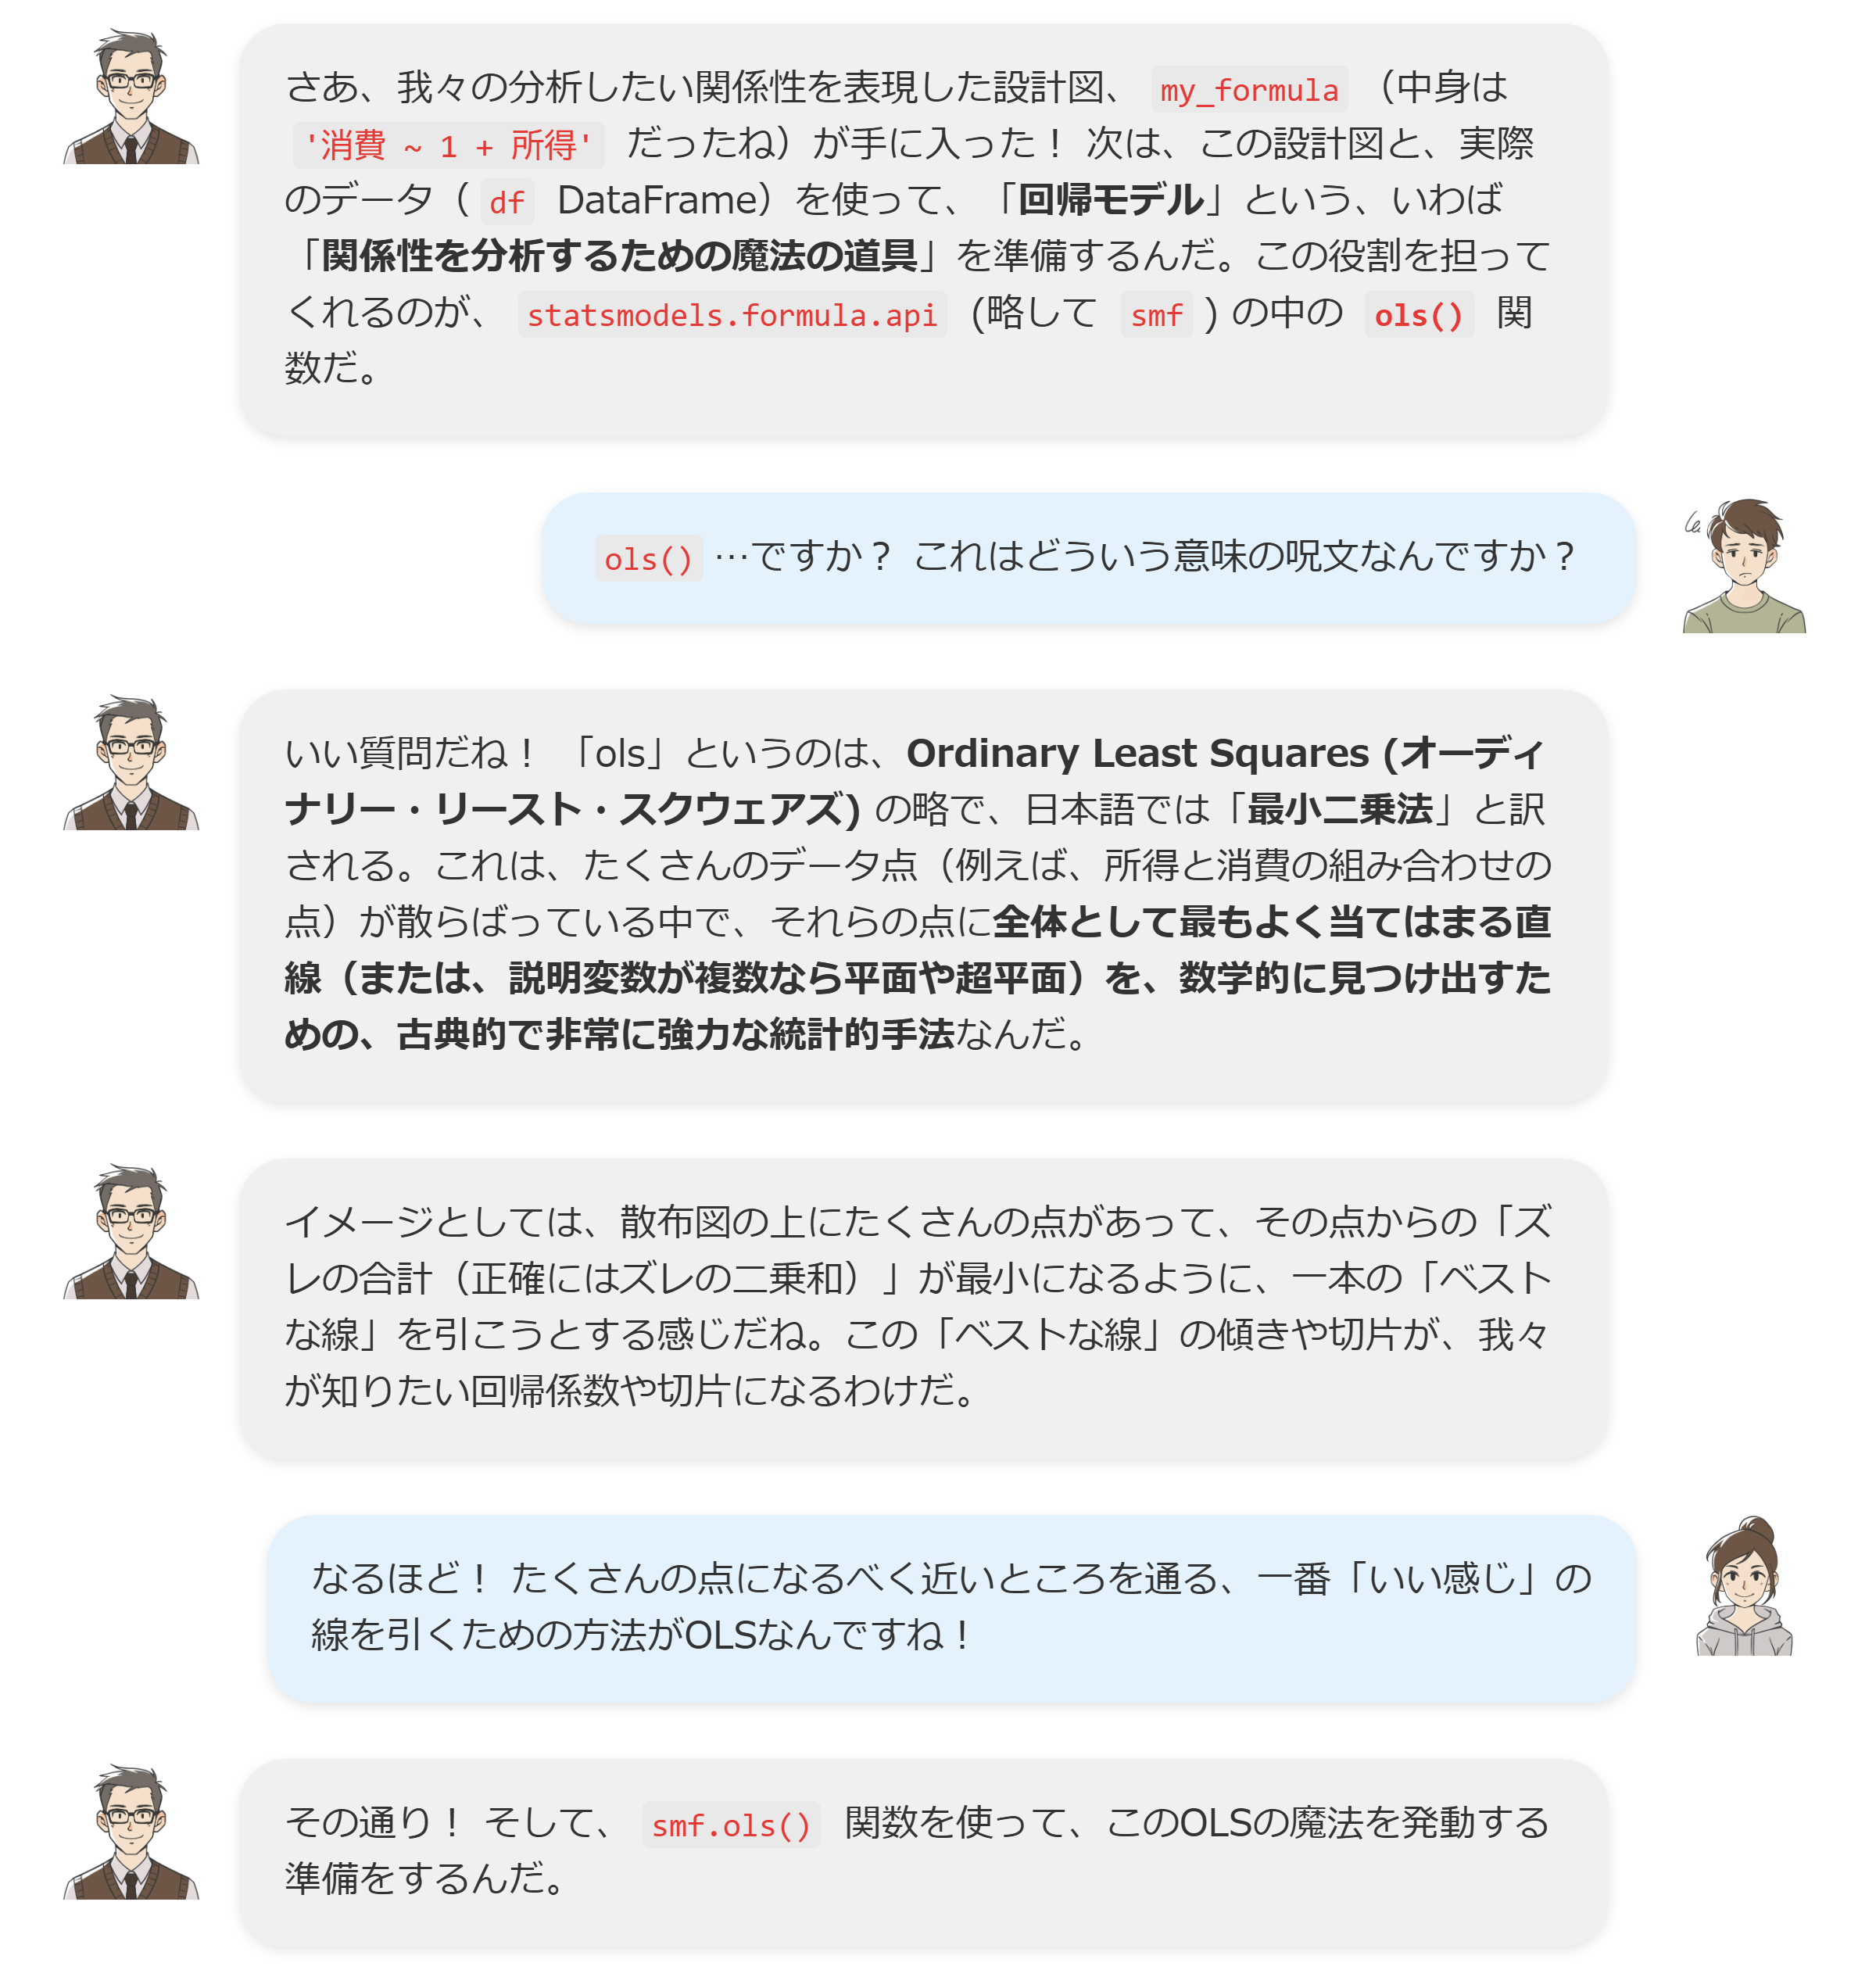 さあ、我々の分析したい関係性を表現した設計図、 my_formula （中身は
'消費 ~ 1 + 所得' だったね）が手に入った！ 次は、この設計図と、実際
のデータ（ df DataFrame）を使って、「回帰モデル」という、いわば
「関係性を分析するための魔法の道具」を準備するんだ。この役割を担って
くれるのが、 statsmodels.formula.api (略して smf ) の中の ols() 関
数だ。
ols() …ですか？ これはどういう意味の呪文なんですか？
いい質問だね！ 「ols」というのは、Ordinary Least Squares (オーディ
ナリー・リースト・スクウェアズ) の略で、日本語では「最小二乗法」と訳
される。これは、たくさんのデータ点（例えば、所得と消費の組み合わせの
点）が散らばっている中で、それらの点に全体として最もよく当てはまる直
線（または、説明変数が複数なら平面や超平面）を、数学的に見つけ出すた
めの、古典的で非常に強力な統計的手法なんだ。
イメージとしては、散布図の上にたくさんの点があって、その点からの「ズ
レの合計（正確にはズレの二乗和）」が最小になるように、一本の「ベスト
な線」を引こうとする感じだね。この「ベストな線」の傾きや切片が、我々
が知りたい回帰係数や切片になるわけだ。
なるほど！ たくさんの点になるべく近いところを通る、一番「いい感じ」の
線を引くための方法がOLSなんですね！
その通り！ そして、 smf.ols() 関数を使って、このOLSの魔法を発動する
準備をするんだ。